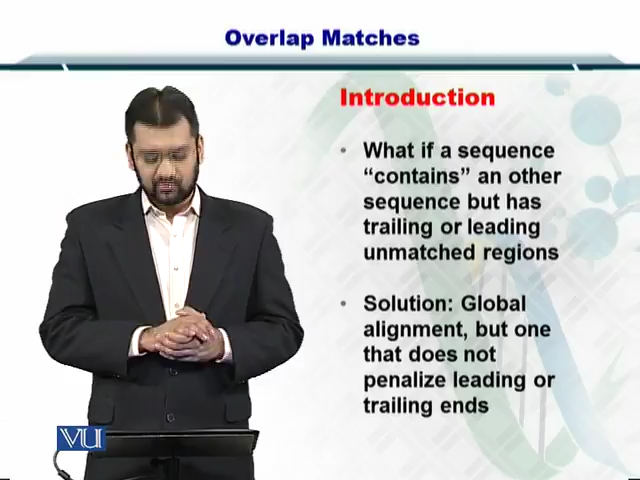 Overlap Matches
Introduction
• What if a sequence
“contains” an other
sequence but has
trailing or leading
unmatched regions
• Solution: Global
alignment, but one
that does not
penalize leading or
trailing ends
VU